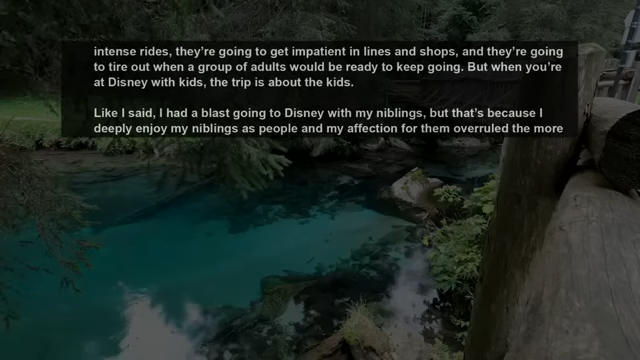 intense rides, they're going to get impatient in lines and shops, and they're going
to tire out when a group of adults would be ready to keep going. But when you're
at Disney with kids, the trip is about the kids.
Like I said, I had a blast going to Disney with my niblings, but that's because I
deeply enjoy my niblings as people and my affection for them overruled the more